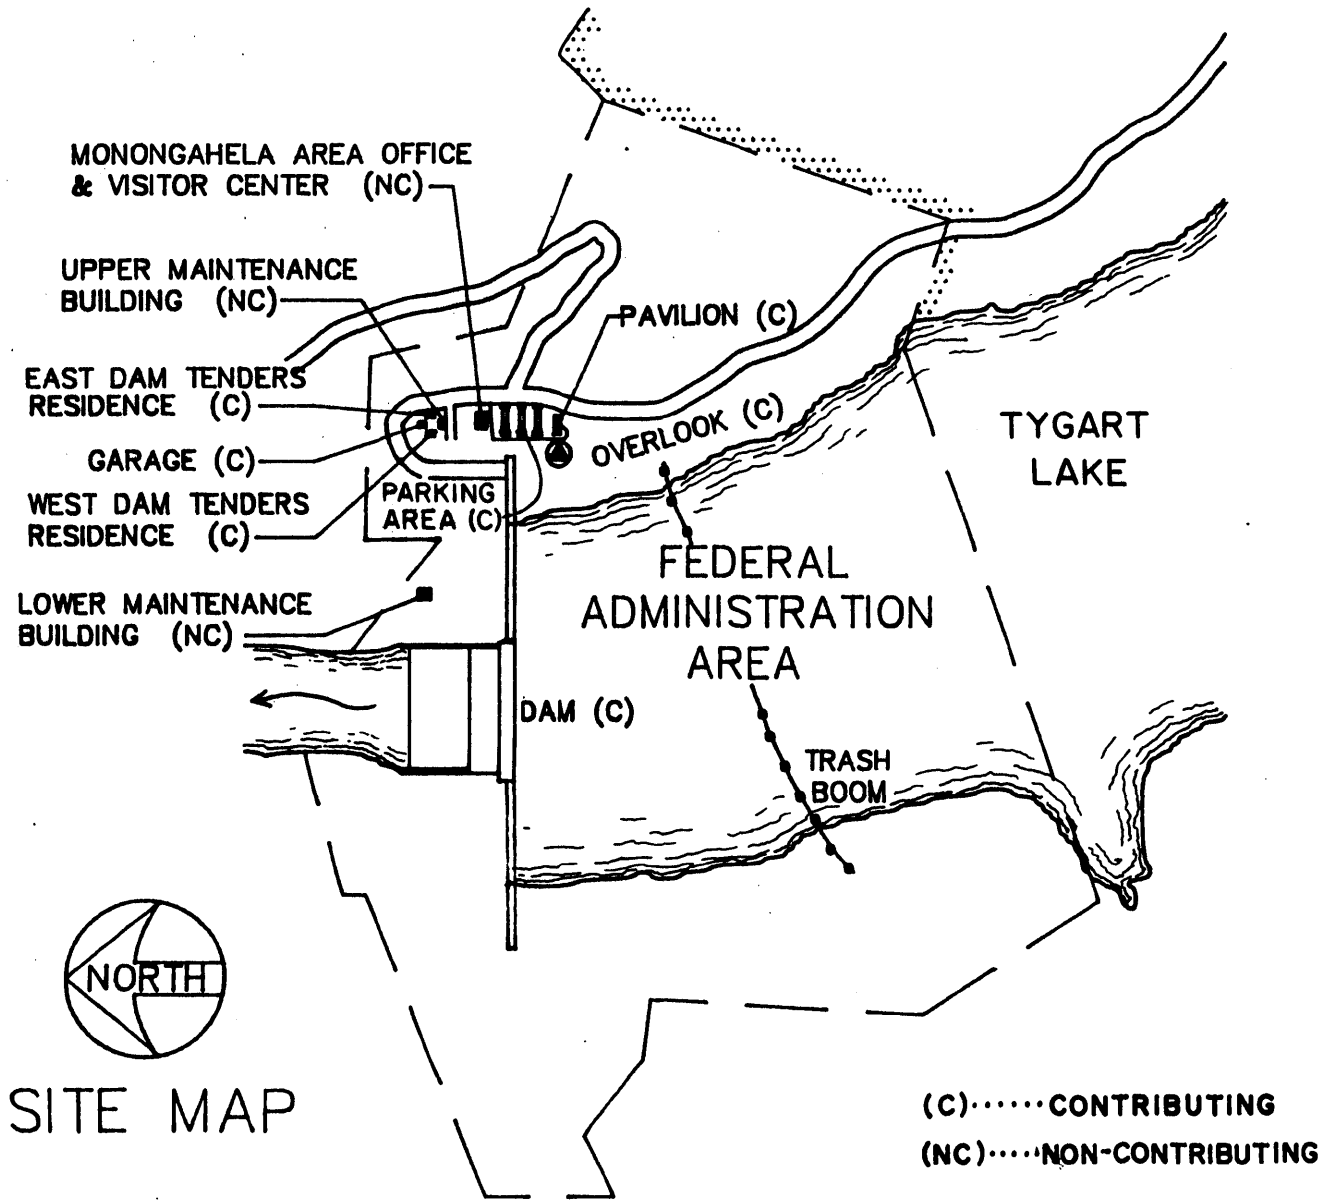 MONONGAHELA AREA OFFICE
& VISITOR CENTER (NC)
UPPER MAINTENANCE
BUILDING (NC)
PAVILION (C)
EAST DAM TENDERS
RESIDENCE (C)
GARAGE (C)
OVERLOOK (C)
WEST DAM TENDERS
RESIDENCE (C)
PARKING
AREA (C)
TYGART
LAKE
FEDERAL
ADMINISTRATION
AREA
LOWER MAINTENANCE
BUILDING (NC)
DAM (C)
TRASH
BOOM
NORTH
SITE MAP
(C)······CONTRIBUTING
(NC)·····NON-CONTRIBUTING